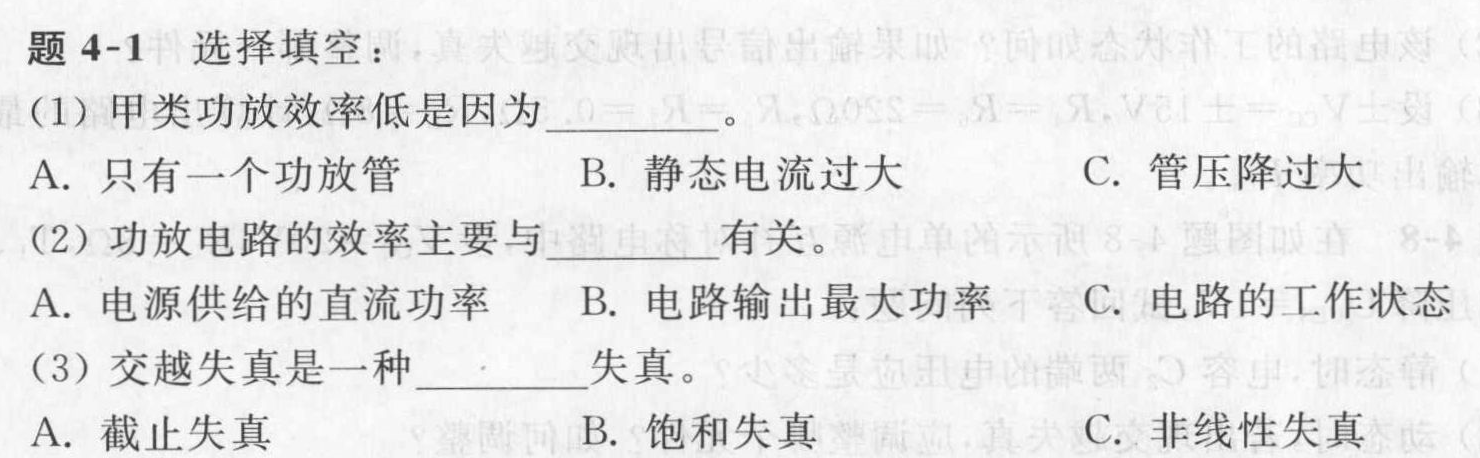 题 4-1 选择填空：
(1) 甲类功放效率低是因为________。
A. 只有一个功放管 B. 静态电流过大 C. 管压降过大
(2) 功放电路的效率主要与________有关。
A. 电源供给的直流功率 B. 电路输出最大功率 C. 电路的工作状态
(3) 交越失真是一种________失真。
A. 截止失真 B. 饱和失真 C. 非线性失真